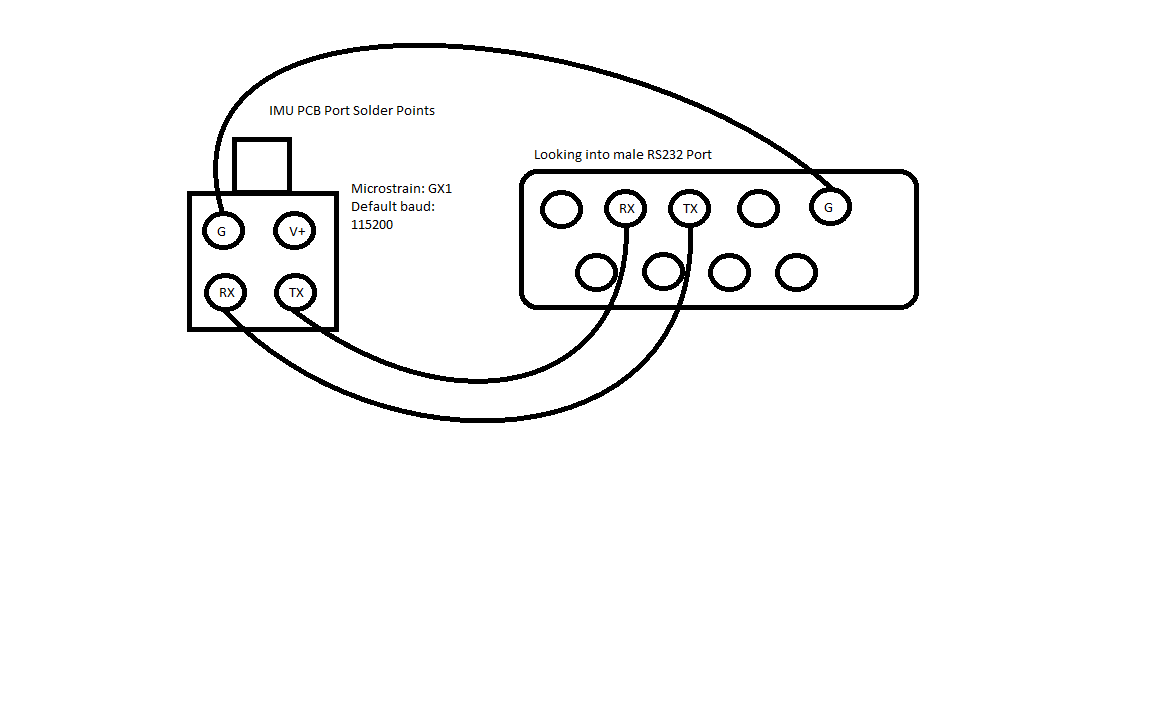 IMU PCB Port Solder Points
Looking into male RS232 Port
Microstrain: GX1
Default baud:
115200
G
V+
RX
TX
RX
TX
G